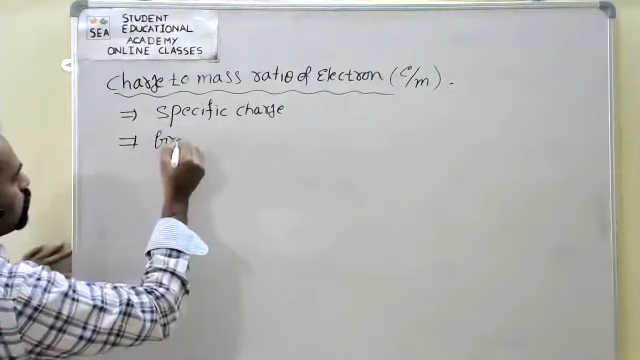 SEA
STUDENT
EDUCATIONAL
ACADEMY
ONLINE CLASSES
Charge to mass ratio of Electron (e/m) .
⇒ specific charge
⇒